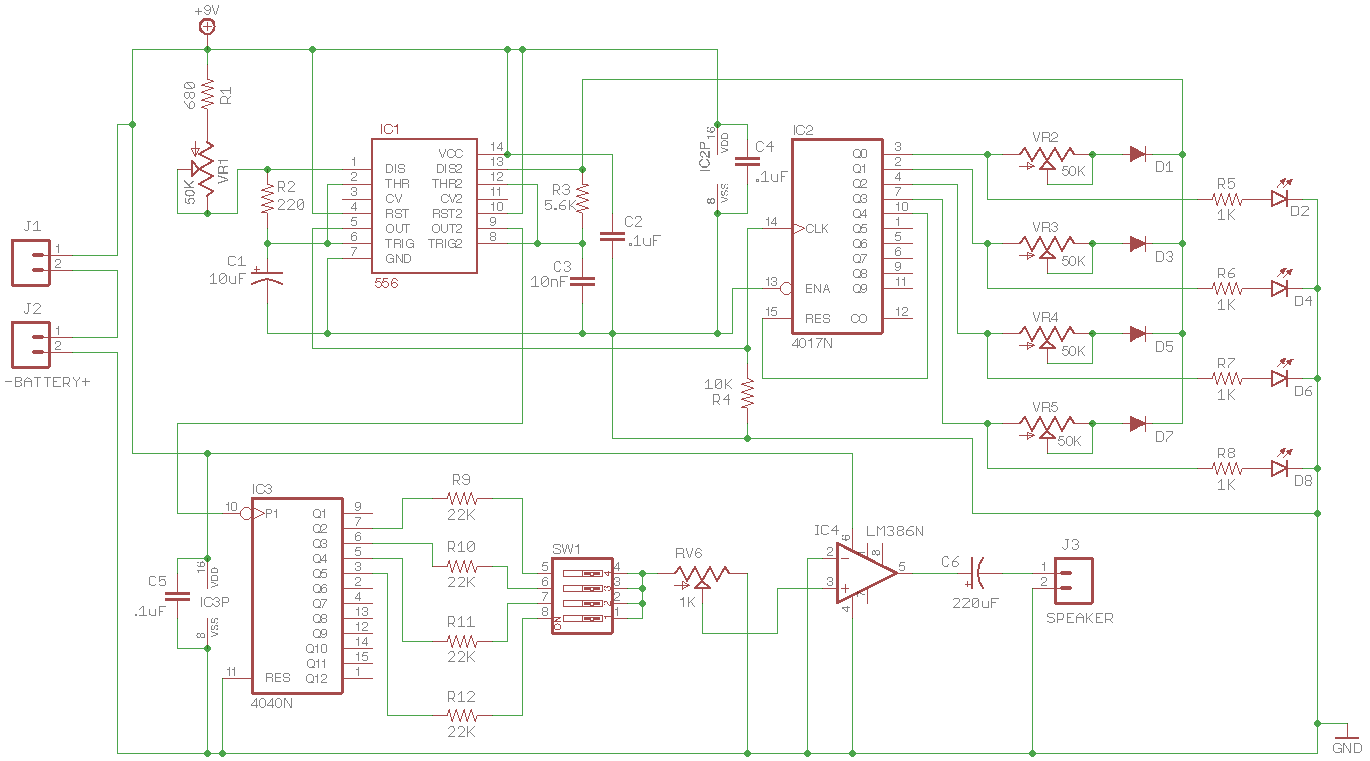 +9V
680
R1
VR1
50K
R2
220
C1
+
10uF
IC1
1 DIS VCC 14
2 THR DIS2 13
3 CV THR2 12
4 RST CV2 11
5 OUT RST2 10
6 TRIG OUT2 9
7 GND TRIG2 8
556
R3
5.6K
C3
10nF
C2
.1uF
IC2P
16
VDD
8
VSS
C4
.1uF
IC2
14 CLK
13 ENA
15 RES
Q0 3
Q1 2
Q2 4
Q3 7
Q4 10
Q5 1
Q6 5
Q7 6
Q8 9
Q9 11
CO 12
4017N
10K
R4
VR2
50K
D1
R5
1K
D2
VR3
50K
D3
R6
1K
D4
VR4
50K
D5
R7
1K
D6
VR5
50K
D7
R8
1K
D8
J1
1
2
J2
1
2
-BATTERY+
IC3
10 P1
11 RES
Q1 9
Q2 7
Q3 6
Q4 5
Q5 3
Q6 2
Q7 4
Q8 13
Q9 12
Q10 14
Q11 15
Q12 1
4040N
C5
.1uF
16
VDD
IC3P
8
VSS
R9
22K
R10
22K
R11
22K
R12
22K
SW1
5 4 4
6 3 3
7 2 2
8 1 1
ON
RV6
1K
IC4
LM386N
6
8
2 -
3 +
5
4
7
C6
+
220uF
J3
1
2
SPEAKER
GND